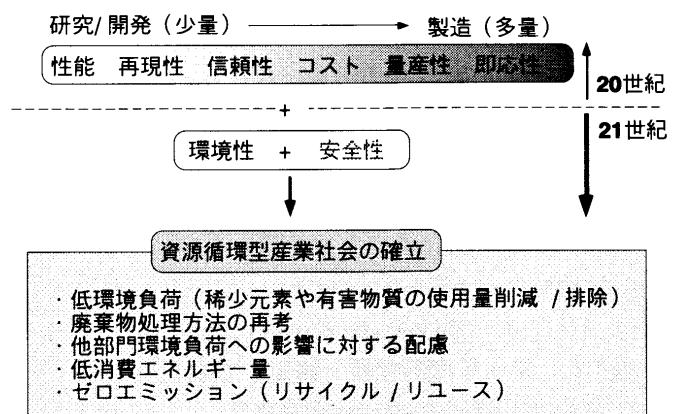 研究/開発（少量） 製造（多量）
性能 再現性 信頼性 コスト 量産性 即応性
20世紀
+
21世紀
環境性 + 安全性
資源循環型産業社会の確立
・低環境負荷（稀少元素や有害物質の使用量削減 /排除）
・廃棄物処理方法の再考
・他部門環境負荷への影響に対する配慮
・低消費エネルギー量
・ゼロエミッション（リサイクル /リユース）